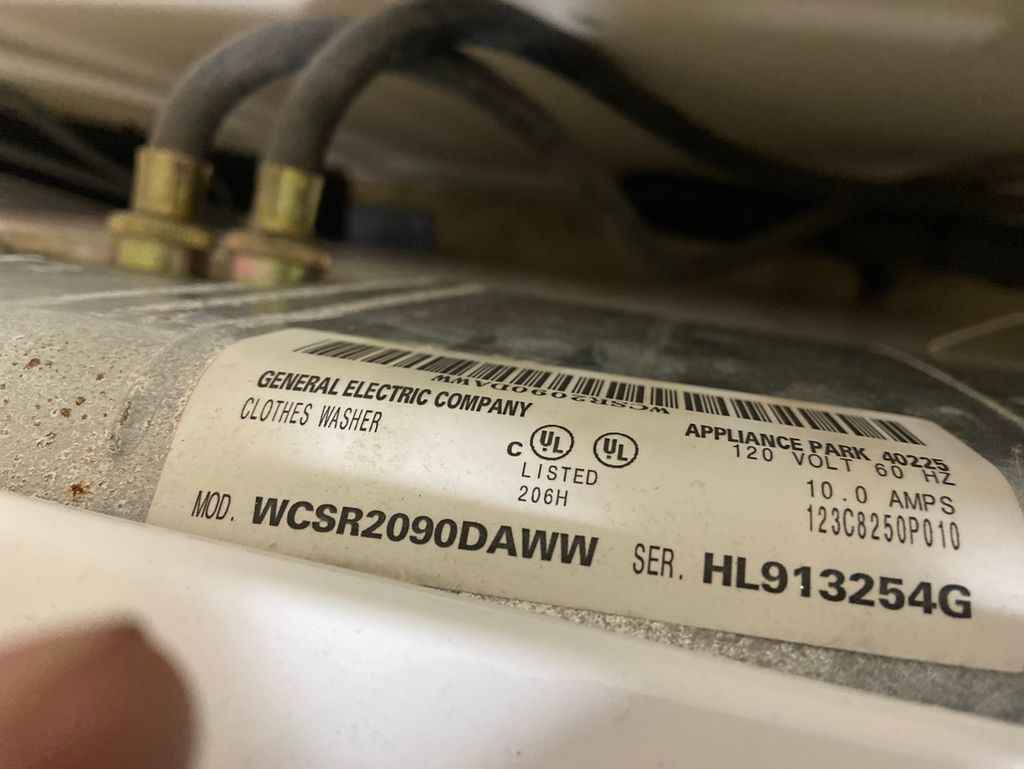 WCSR2090DAWW
GENERAL ELECTRIC COMPANY
CLOTHES WASHER
APPLIANCE PARK 40225
120 VOLT 60 HZ
C UL UL
LISTED
206H
10.0 AMPS
123C8250P010
MOD. WCSR2090DAWW SER. HL913254G